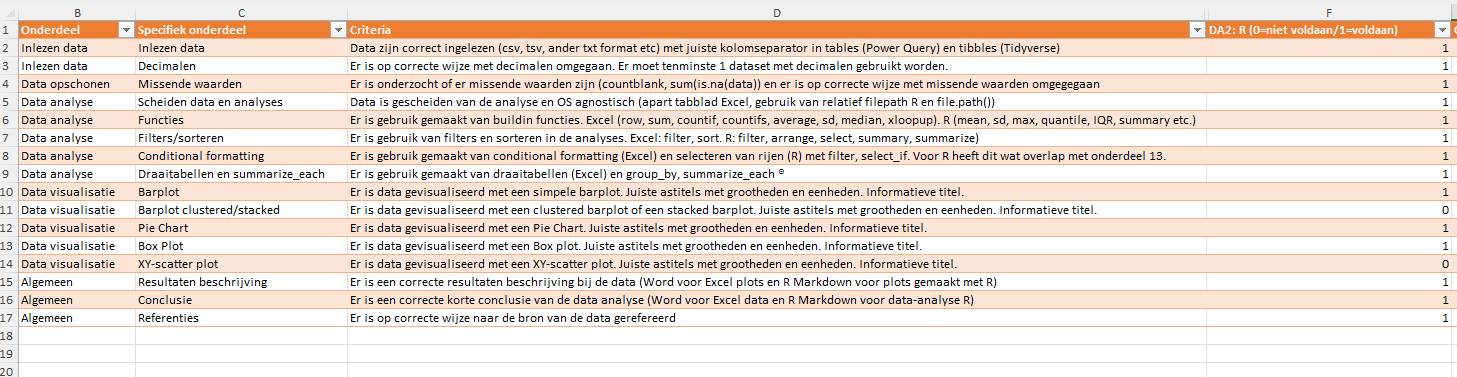 B C D F
1 Onderdeel Specifiek onderdeel Criteria DA2: R (0=niet voldaan/1=voldaan)
2 Inlezen data Inlezen data Data zijn correct ingelezen (csv, tsv, ander txt format etc) met juiste kolomseparator in tables (Power Query) en tibbles (Tidyverse) 1
3 Inlezen data Decimalen Er is op correcte wijze met decimalen omgegaan. Er moet tenminste 1 dataset met decimalen gebruikt worden. 1
4 Data opschonen Missende waarden Er is onderzocht of er missende waarden zijn (countblank, sum(is.na(data)) en er is op correcte wijze met missende waarden omgegegaan 1
5 Data analyse Scheiden data en analyses Data is gescheiden van de analyse en OS agnostisch (apart tabblad Excel, gebruik van relatief filepath R en file.path()) 1
6 Data analyse Functies Er is gebruik gemaakt van buildin functies. Excel (row, sum, countif, countifs, average, sd, median, xloopup). R (mean, sd, max, quantile, IQR, summary etc.) 1
7 Data analyse Filters/sorteren Er is gebruik van filters en sorteren in de analyses. Excel: filter, sort. R: filter, arrange, select, summary, summarize) 1
8 Data analyse Conditional formatting Er is gebruik gemaakt van conditional formatting (Excel) en selecteren van rijen (R) met filter, select_if. Voor R heeft dit wat overlap met onderdeel 13. 1
9 Data analyse Draaitabellen en summarize_each Er is gebruik gemaakt van draaitabellen (Excel) en group_by, summarize_each ® 1
10 Data visualisatie Barplot Er is data gevisualiseerd met een simpele barplot. Juiste astitels met grootheden en eenheden. Informatieve titel. 1
11 Data visualisatie Barplot clustered/stacked Er is data gevisualiseerd met een clustered barplot of een stacked barplot. Juiste astitels met grootheden en eenheden. Informatieve titel. 0
12 Data visualisatie Pie Chart Er is data gevisualiseerd met een Pie Chart. Juiste astitels met grootheden en eenheden. Informatieve titel. 1
13 Data visualisatie Box Plot Er is data gevisualiseerd met een Box plot. Juiste astitels met grootheden en eenheden. Informatieve titel. 1
14 Data visualisatie XY-scatter plot Er is data gevisualiseerd met een XY-scatter plot. Juiste astitels met grootheden en eenheden. Informatieve titel. 0
15 Algemeen Resultaten beschrijving Er is een correcte resultaten beschrijving bij de data (Word voor Excel plots en R Markdown voor plots gemaakt met R) 1
16 Algemeen Conclusie Er is een correcte korte conclusie van de data analyse (Word voor Excel data en R Markdown voor data-analyse R) 1
17 Algemeen Referenties Er is op correcte wijze naar de bron van de data gerefereerd 1
18
19
20